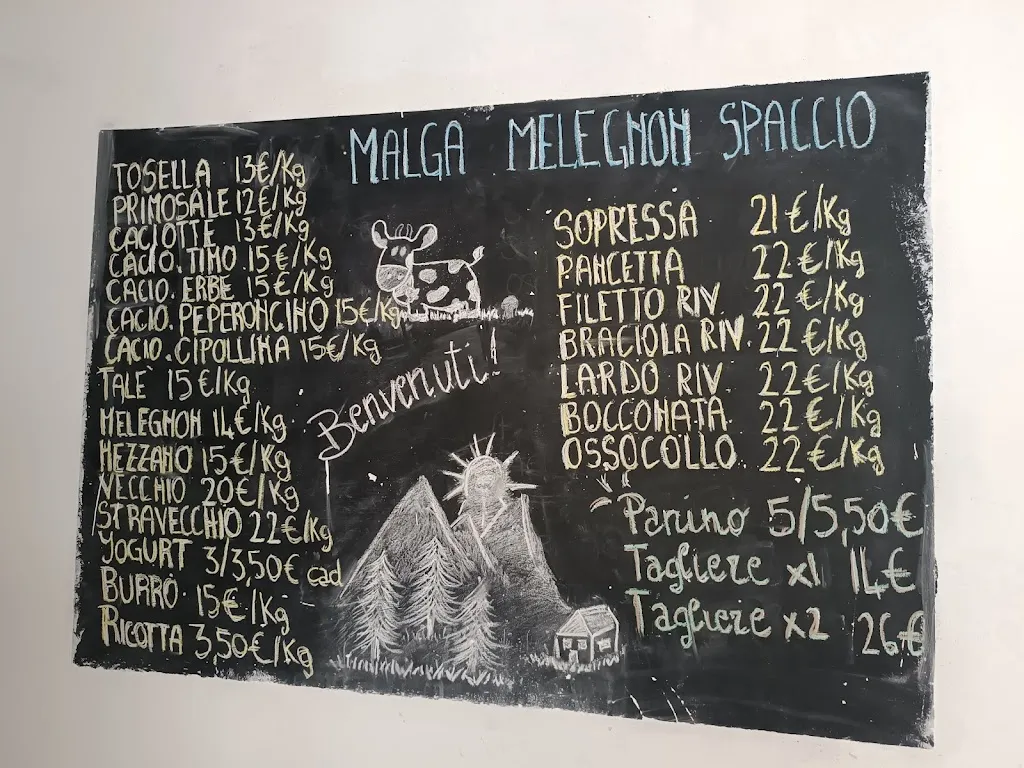 MALGA MELEGNON SPACCIO
TOSELLA 13€/Kg
PRIMOSALE 12€/Kg
CACIOTTE 13€/Kg
CACIO.TIMO 15€/Kg
CACIO.ERBE 15€/Kg
CACIO.PEPERONCINO 15€/Kg
CACIO.CIPOLLINA 15€/Kg
TALE` 15€/Kg
MELEGNON 14€/Kg
MEZZANO 15€/Kg
VECCHIO 20€/Kg
STRAVECCHIO 22€/Kg
YOGURT 3/3,50€ cad
BURRO 15€/Kg
RICOTTA 3,50€/Kg
Benvenuti!
SOPRESSA 21€/Kg
PANCETTA 22€/Kg
FILETTO RIV. 22€/Kg
BRACIOLA RIV. 22€/Kg
LARDO RIV 22€/Kg
BOCCONATA 22€/Kg
OSSOCOLLO 22€/Kg
Panino 5/5,50€
Tagliere x1 14€
Tagliere x2 26€